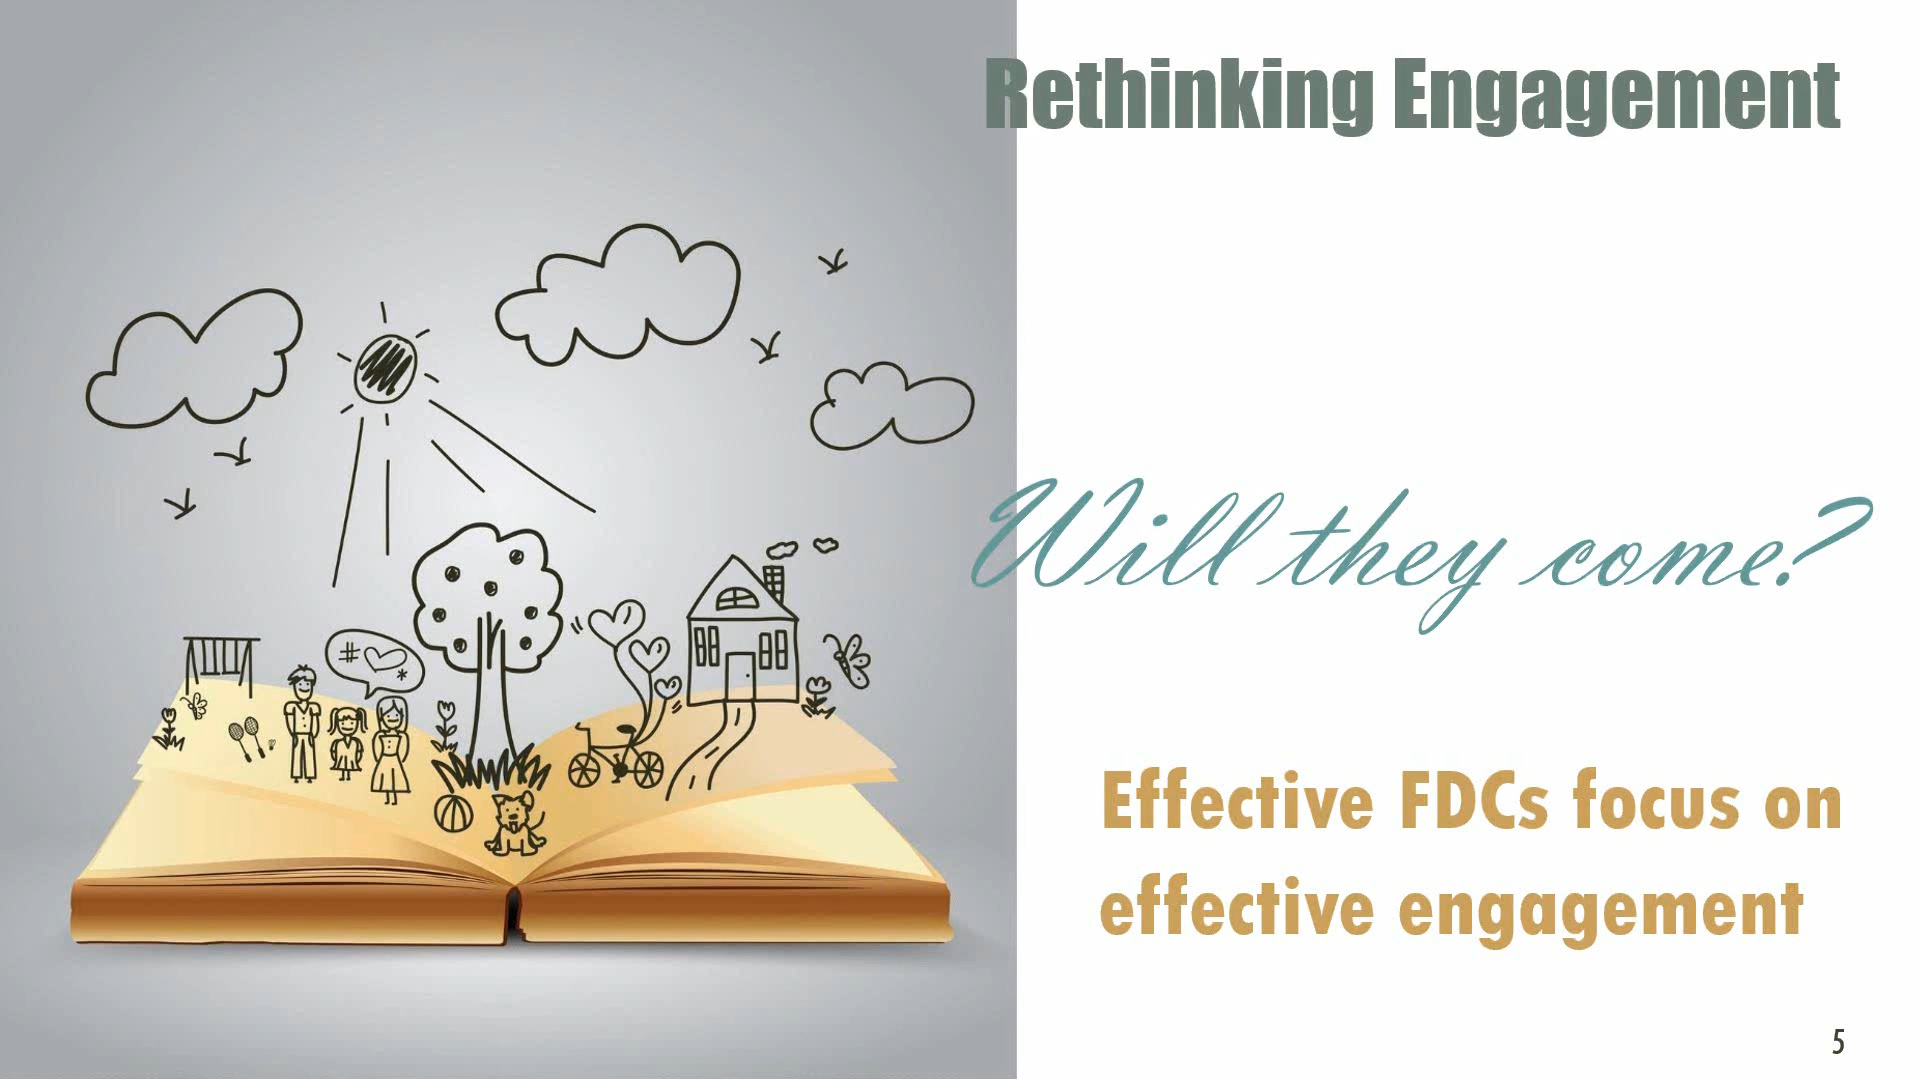 Rethinking Engagement
Will they come?
#
*
Effective FDCs focus on
effective engagement
5